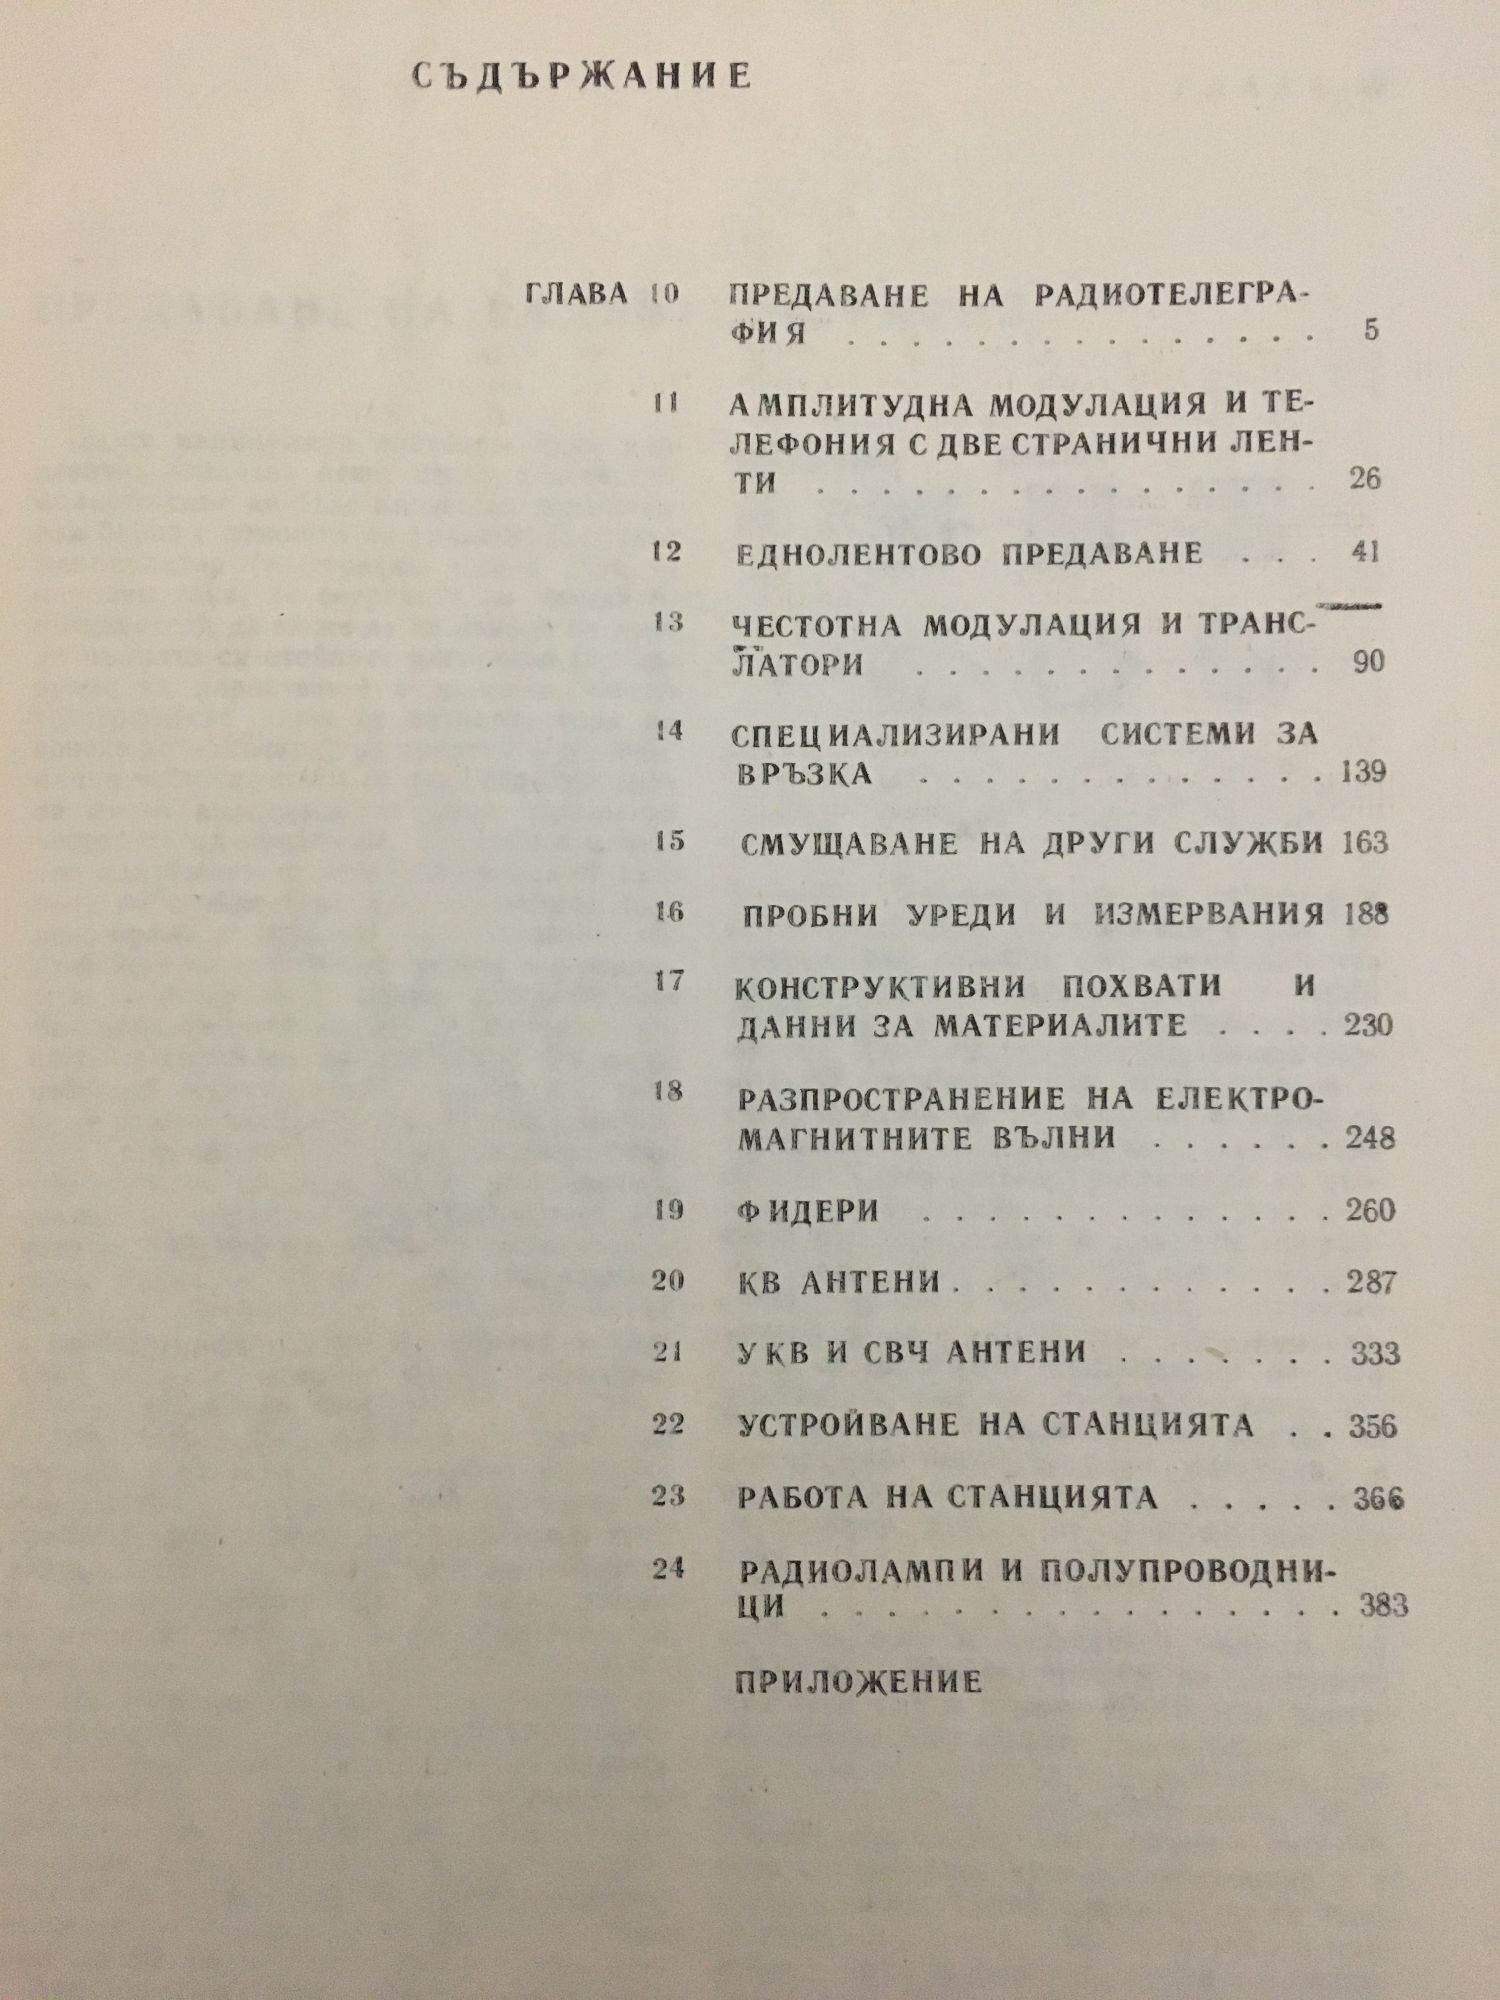 СЪДЪРЖАНИЕ
ГЛАВА 10 ПРЕДАВАНЕ НА РАДИОТЕЛЕГРА-
ФИЯ . . . . . . . . . . . . . . . 5
11 АМПЛИТУДНА МОДУЛАЦИЯ И ТЕ-
ЛЕФОНИЯ С ДВЕ СТРАНИЧНИ ЛЕН-
ТИ . . . . . . . . . . . . . . . . 26
12 ЕДНОЛЕНТОВО ПРЕДАВАНЕ . . . 41
13 ЧЕСТОТНА МОДУЛАЦИЯ И ТРАНС-
ЛАТОРИ . . . . . . . . . . . . . 90
14 СПЕЦИАЛИЗИРАНИ СИСТЕМИ ЗА
ВРЪЗКА . . . . . . . . . . . . . 139
15 СМУЩАВАНЕ НА ДРУГИ СЛУЖБИ 163
16 ПРОБНИ УРЕДИ И ИЗМЕРВАНИЯ 188
17 КОНСТРУКТИВНИ ПОХВАТИ И
ДАННИ ЗА МАТЕРИАЛИТЕ . . . . 230
18 РАЗПРОСТРАНЕНИЕ НА ЕЛЕКТРО-
МАГНИТНИТЕ ВЪЛНИ . . . . . . 248
19 ФИДЕРИ . . . . . . . . . . . . . 260
20 КВ АНТЕНИ . . . . . . . . . . . . 287
21 УКВ И СВЧ АНТЕНИ . . . . . . . 333
22 УСТРОЙВАНЕ НА СТАНЦИЯТА . . 356
23 РАБОТА НА СТАНЦИЯТА . . . . . 366
24 РАДИОЛАМПИ И ПОЛУПРОВОДНИ-
ЦИ . . . . . . . . . . . . . . . . 383
ПРИЛОЖЕНИЕ